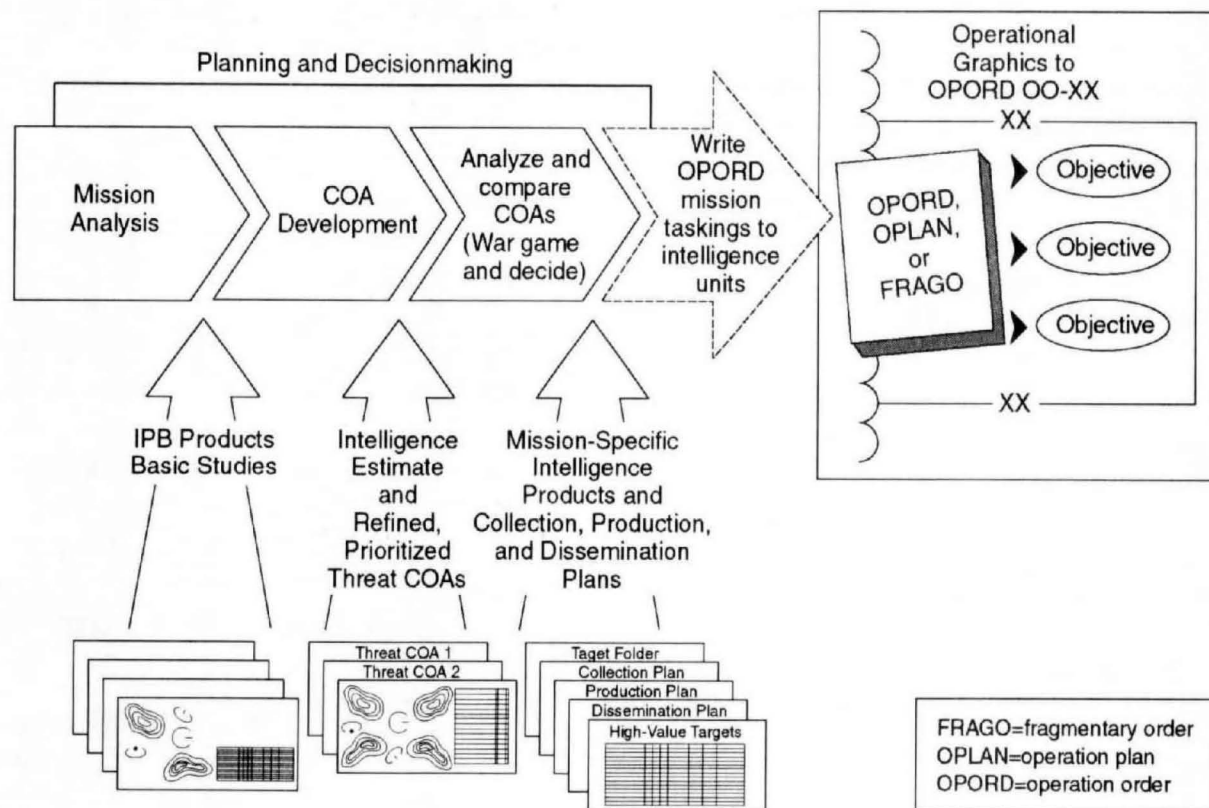 Planning and Decisionmaking
Mission
Analysis
COA
Development
Analyze and
compare
COAs
(War game
and decide)
Write
OPORD
mission
taskings to
intelligence
units
Operational
Graphics to
OPORD OO-XX
XX
OPORD,
OPLAN,
or
FRAGO
Objective
Objective
Objective
XX
IPB Products
Basic Studies
Intelligence
Estimate
and
Refined,
Prioritized
Threat COAs
Mission-Specific
Intelligence
Products and
Collection, Production,
and Dissemination
Plans
Threat COA 1
Threat COA 2
Taget Folder
Collection Plan
Production Plan
Dissemination Plan
High-Value Targets
FRAGO=fragmentary order
OPLAN=operation plan
OPORD=operation order